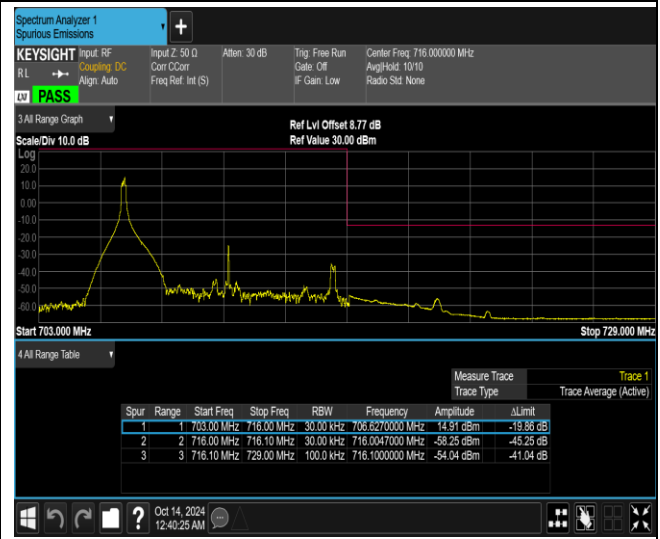 Spectrum Analyzer 1
Spurious Emissions
+
KEYSIGHT
RL
LXI PASS
Input: RF
Coupling: DC
Align: Auto
Input Z: 50 Ω
Corr CCorr
Freq Ref: Int (S)
Atten: 30 dB
Trig: Free Run
Gate: Off
IF Gain: Low
Center Freq: 716.000000 MHz
Avg|Hold: 10/10
Radio Std: None
3 All Range Graph
Scale/Div 10.0 dB
Ref Lvl Offset 8.77 dB
Ref Value 30.00 dBm
Log
20.0
10.0
0.00
-10.0
-20.0
-30.0
-40.0
-50.0
-60.0
Start 703.000 MHz
Stop 729.000 MHz
4 All Range Table
Measure Trace Trace 1
Trace Type Trace Average (Active)
Spur Range Start Freq Stop Freq RBW Frequency Amplitude ΔLimit
1 1 703.00 MHz 716.00 MHz 30.00 kHz 706.6270000 MHz 14.91 dBm -19.86 dB
2 2 716.00 MHz 716.10 MHz 30.00 kHz 716.0047000 MHz -58.25 dBm -45.25 dB
3 3 716.10 MHz 729.00 MHz 100.0 kHz 716.1000000 MHz -54.04 dBm -41.04 dB
?
Oct 14, 2024
12:40:25 AM